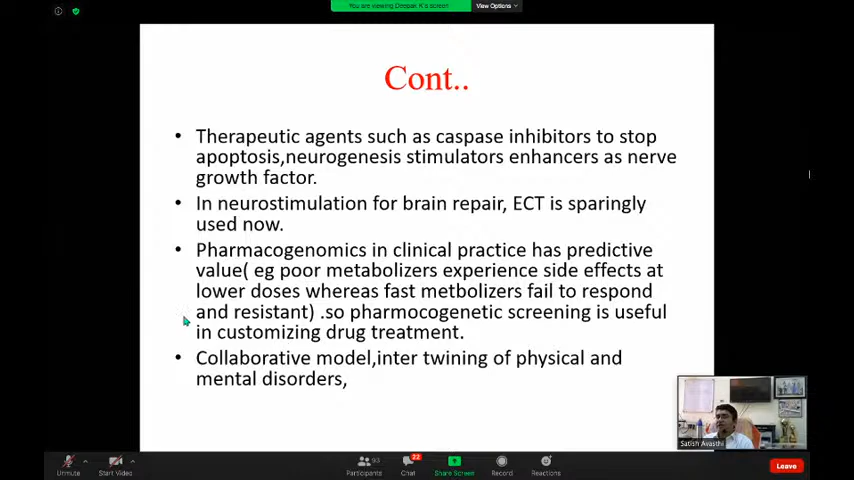 You are viewing Deepak K's screen
View Options
Cont..
• Therapeutic agents such as caspase inhibitors to stop
apoptosis,neurogenesis stimulators enhancers as nerve
growth factor.
• In neurostimulation for brain repair, ECT is sparingly
used now.
• Pharmacogenomics in clinical practice has predictive
value( eg poor metabolizers experience side effects at
lower doses whereas fast metbolizers fail to respond
and resistant) .so pharmocogenetic screening is useful
in customizing drug treatment.
• Collaborative model,inter twining of physical and
mental disorders,
Satish Avasthi
Unmute
Start Video
Participants
93
Chat
22
Share Screen
Record
Reactions
Leave